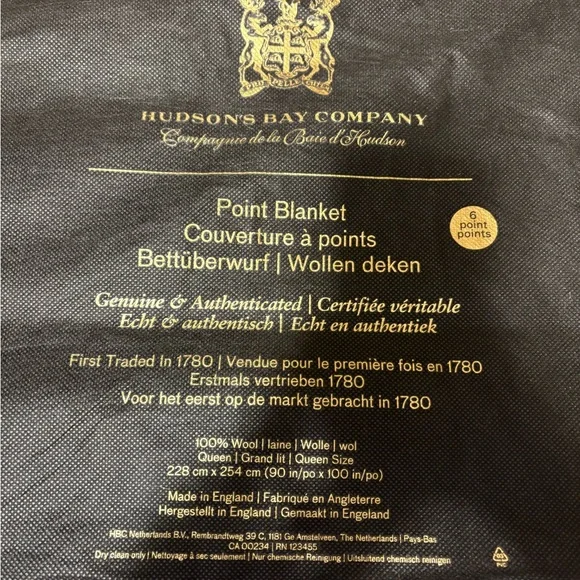 PRO PELLE CUTEM
HUDSON'S BAY COMPANY
Compagnie de la Baie d'Hudson
Point Blanket
Couverture à points
Bettüberwurf | Wollen deken
6
point
points
Genuine & Authenticated | Certifiée véritable
Echt & authentisch | Echt en authentiek
First Traded In 1780 | Vendue pour le première fois en 1780
Erstmals vertrieben 1780
Voor het eerst op de markt gebracht in 1780
100% Wool | laine | Wolle | wol
Queen | Grand lit | Queen Size
228 cm x 254 cm (90 in/po x 100 in/po)
Made in England | Fabriqué en Angleterre
Hergestellt in England | Gemaakt in Engeland
HBC Netherlands B.V., Rembrandtweg 39 C, 1181 Ge Amstelveen, The Netherlands | Pays-Bas
CA 00234 | RN 123455
Dry clean only | Nettoyage à sec seulement | Nur chemische Reinigung | Uitsluitend chemisch reinigen